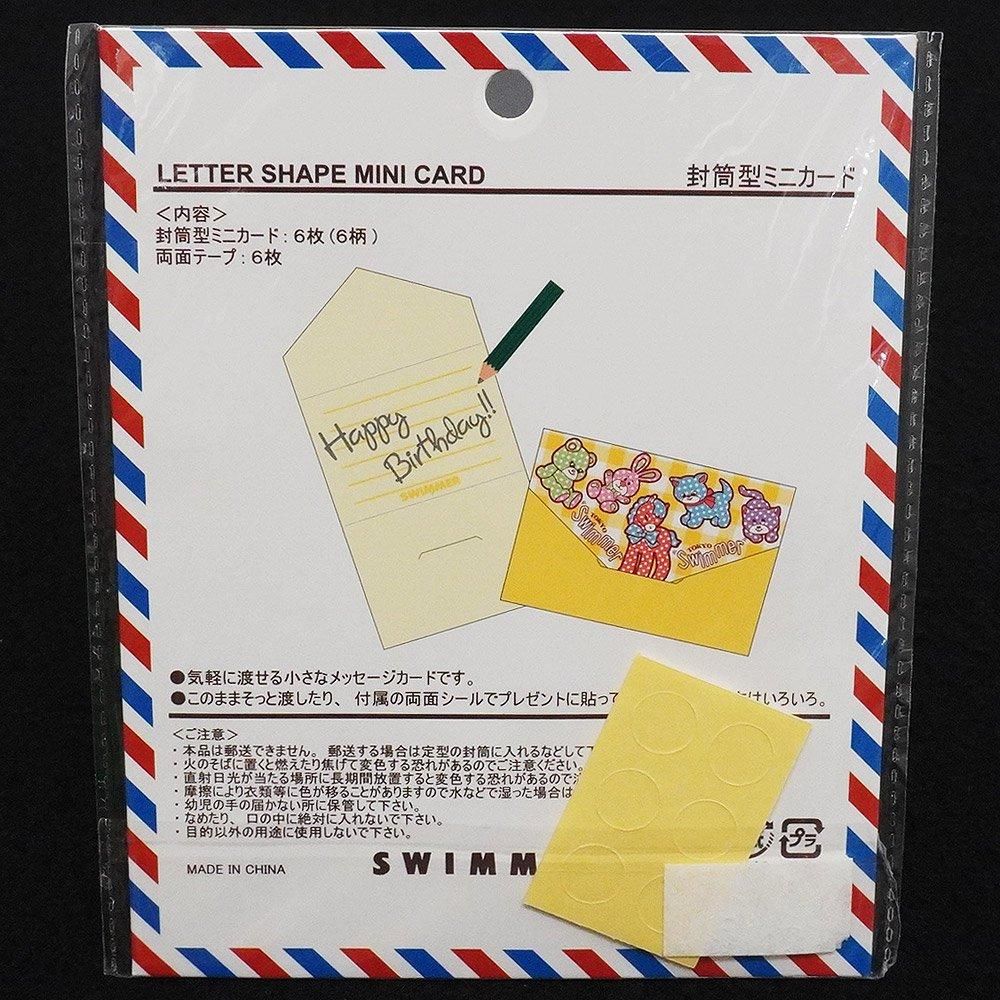 LETTER SHAPE MINI CARD
封筒型ミニカード
＜内容＞
封筒型ミニカード：６枚（６柄）
両面テープ：６枚
Happy
Birthday!!
SWIMMER
TOKYO
Swimmer
TOKYO
Swimmer
●気軽に渡せる小さなメッセージカードです。
●このままそっと渡したり、付属の両面シールでプレゼントに貼って はいろいろ。
＜ご注意＞
・本品は郵送できません。郵送する場合は定型の封筒に入れるなどして
・火のそばに置くと燃えたり焦げて変色する恐れがあるのでご注意ください。
・直射日光が当たる場所に長期間放置すると変色する恐れがあるので
・摩擦により衣類等に色が移ることがありますので水などで湿った場合は
・幼児の手の届かない所に保管して下さい。
・なめたり、口の中に絶対に入れないで下さい。
・目的以外の用途に使用しないで下さい。
プラ
MADE IN CHINA
SWIMM